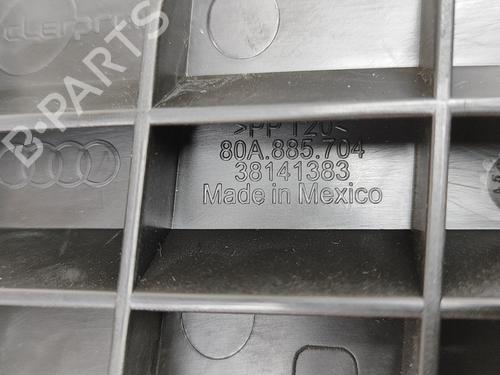 B-PARTS
>PP T20<
80A.885.704
38141383
Made in Mexico